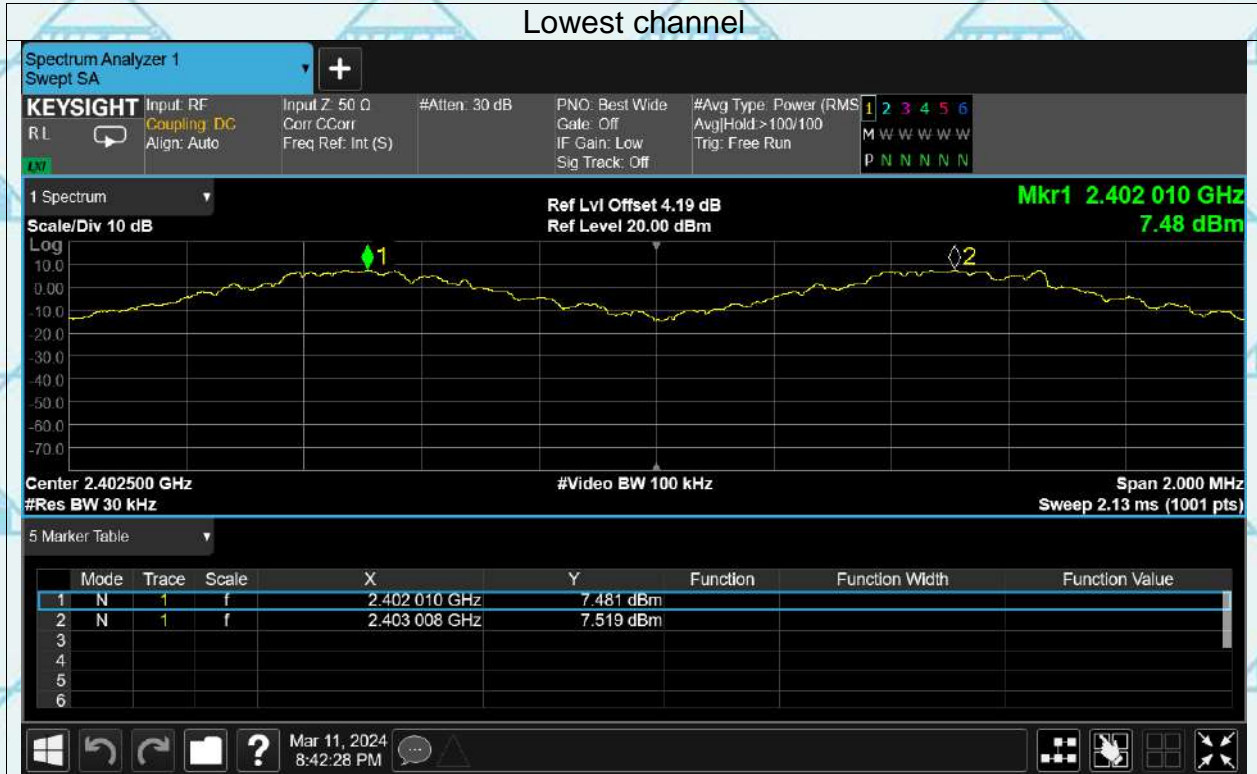 Lowest channel
Spectrum Analyzer 1
Swept SA
+
KEYSIGHT Input: RF Input Z: 50 Ω #Atten: 30 dB PNO: Best Wide #Avg Type: Power (RMS 1 2 3 4 5 6
RL Coupling: DC Corr CCorr Gate: Off Avg|Hold:>100/100 M W W W W W
Align: Auto Freq Ref: Int (S) IF Gain: Low Trig: Free Run
LXI Sig Track: Off P N N N N N
1 Spectrum Ref Lvl Offset 4.19 dB Mkr1 2.402 010 GHz
Scale/Div 10 dB Ref Level 20.00 dBm 7.48 dBm
Log
1 2
10.0
0.00
-10.0
-20.0
-30.0
-40.0
-50.0
-60.0
-70.0
Center 2.402500 GHz #Video BW 100 kHz Span 2.000 MHz
#Res BW 30 kHz Sweep 2.13 ms (1001 pts)
5 Marker Table
Mode Trace Scale X Y Function Function Width Function Value
1 N 1 f 2.402 010 GHz 7.481 dBm
2 N 1 f 2.403 008 GHz 7.519 dBm
3
4
5
6
? Mar 11, 2024
8:42:28 PM